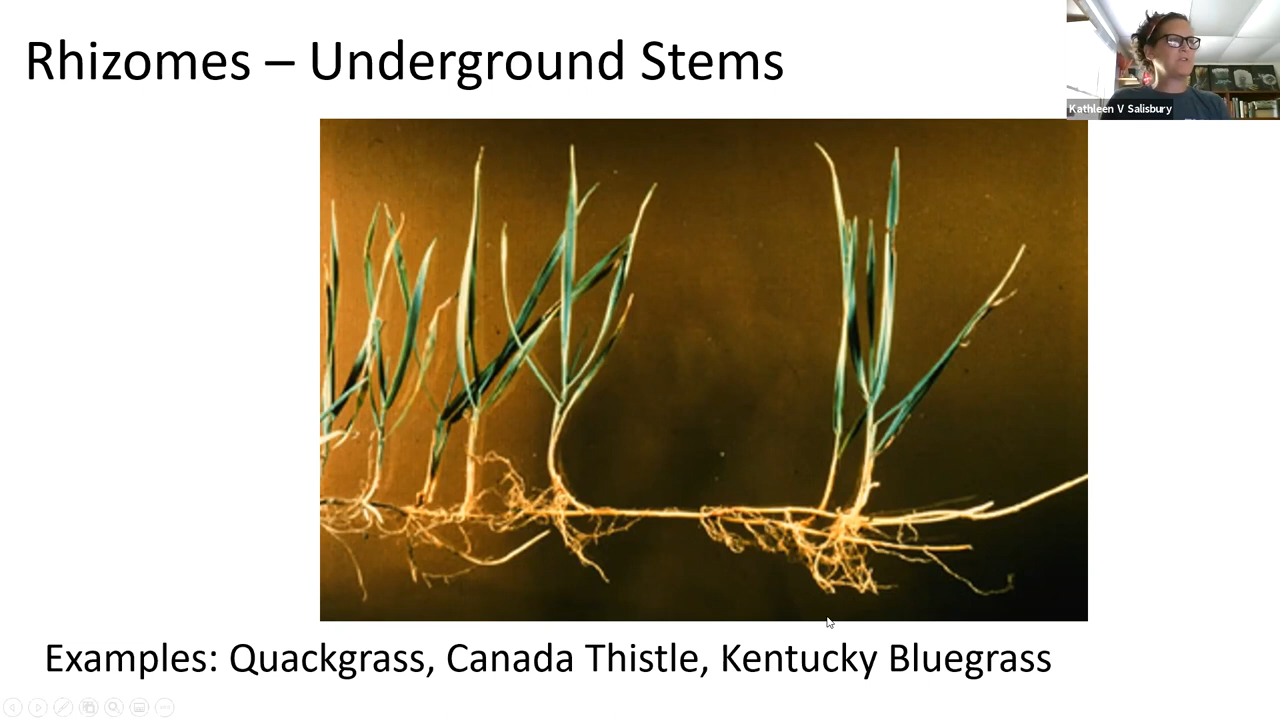 Rhizomes – Underground Stems
Kathleen V Salisbury
Examples: Quackgrass, Canada Thistle, Kentucky Bluegrass